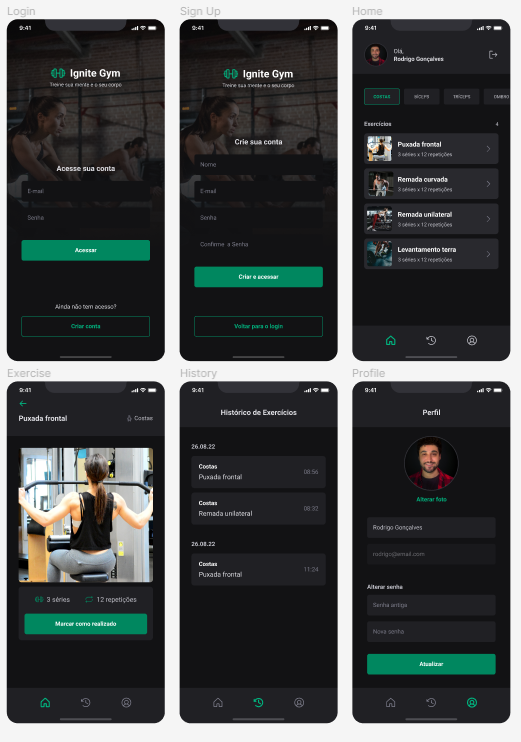 Login
9:41
Ignite Gym
Treine sua mente e o seu corpo
Acesse sua conta
E-mail
Senha
Acessar
Ainda não tem acesso?
Criar conta
Sign Up
9:41
Ignite Gym
Treine sua mente e o seu corpo
Crie sua conta
Nome
E-mail
Senha
Confirme a Senha
Criar e acessar
Voltar para o login
Home
9:41
Olá,
Rodrigo Gonçalves
COSTAS BÍCEPS TRÍCEPS OMBRO
Exercícios 4
Puxada frontal
3 séries x 12 repetições
Remada curvada
3 séries x 12 repetições
Remada unilateral
3 séries x 12 repetições
Levantamento terra
3 séries x 12 repetições
Exercise
9:41
Puxada frontal Costas
3 séries 12 repetições
Marcar como realizado
History
9:41
Histórico de Exercícios
26.08.22
Costas
Puxada frontal 08:56
Costas
Remada unilateral 08:32
26.08.22
Costas
Puxada frontal 11:24
Profile
9:41
Perfil
Alterar foto
Rodrigo Gonçalves
rodrigo@email.com
Alterar senha
Senha antiga
Nova senha
Atualizar